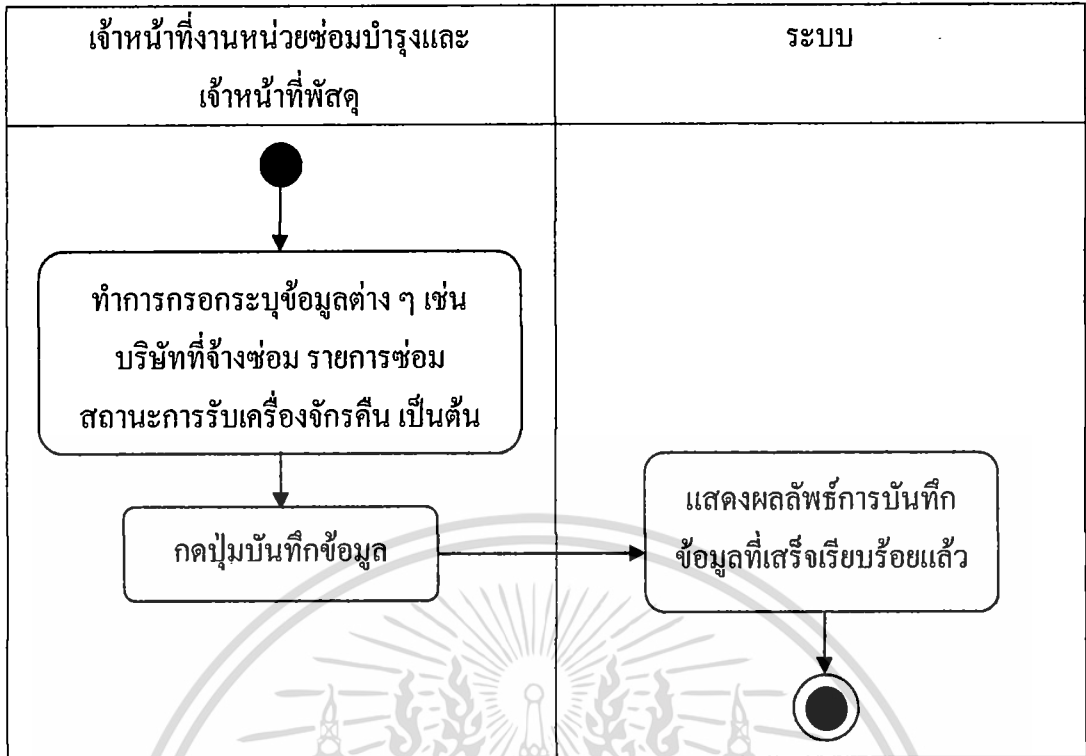 เจ้าหน้าที่งานหน่วยซ่อมบำรุงและ
เจ้าหน้าที่พัสดุ
ระบบ
ทำการกรอกระบุข้อมูลต่าง ๆ เช่น
บริษัทที่จ้างซ่อม รายการซ่อม
สถานะการรับเครื่องจักรคืน เป็นต้น
กดปุ่มบันทึกข้อมูล
แสดงผลลัพธ์การบันทึก
ข้อมูลที่เสร็จเรียบร้อยแล้ว